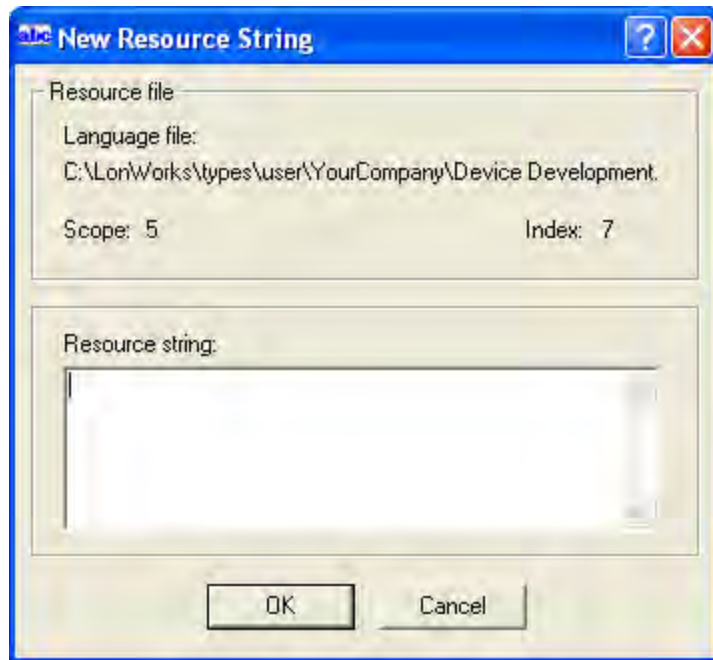 abc New Resource String
Resource file
Language file:
C:\LonWorks\types\user\YourCompany\Device Development.
Scope: 5 Index: 7
Resource string:
OK Cancel